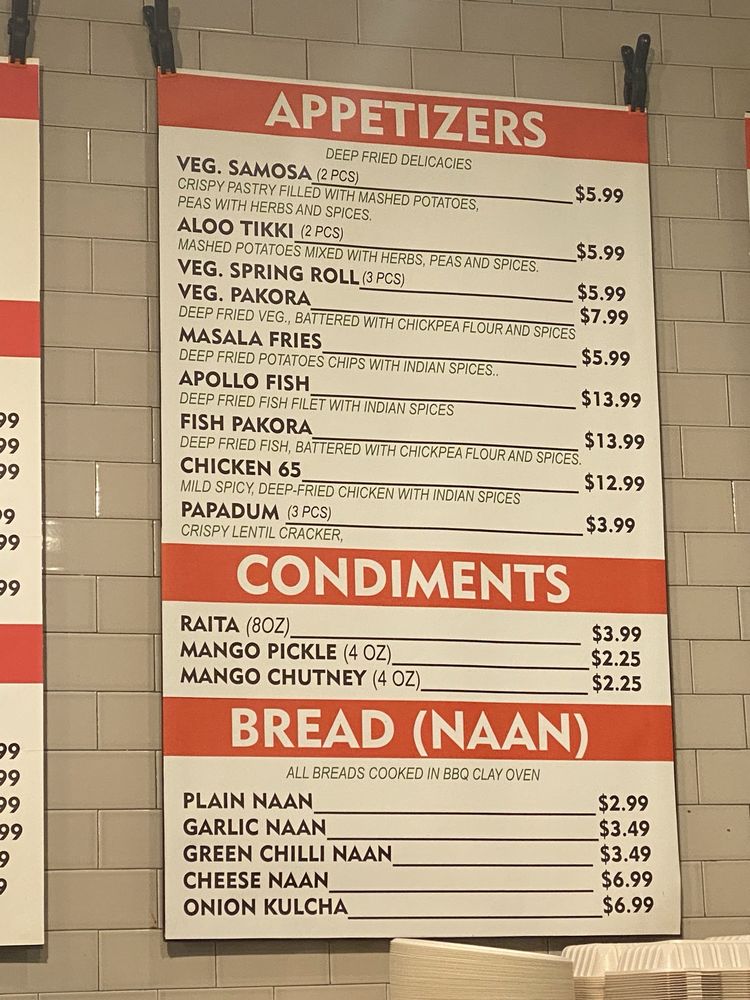 APPETIZERS
DEEP FRIED DELICACIES
VEG. SAMOSA (2 PCS) $5.99
CRISPY PASTRY FILLED WITH MASHED POTATOES,
PEAS WITH HERBS AND SPICES.
ALOO TIKKI (2 PCS) $5.99
MASHED POTATOES MIXED WITH HERBS, PEAS AND SPICES.
VEG. SPRING ROLL (3 PCS) $5.99
VEG. PAKORA $7.99
DEEP FRIED VEG., BATTERED WITH CHICKPEA FLOUR AND SPICES
MASALA FRIES $5.99
DEEP FRIED POTATOES CHIPS WITH INDIAN SPICES..
APOLLO FISH $13.99
DEEP FRIED FISH FILET WITH INDIAN SPICES
FISH PAKORA $13.99
DEEP FRIED FISH, BATTERED WITH CHICKPEA FLOUR AND SPICES.
CHICKEN 65 $12.99
MILD SPICY, DEEP-FRIED CHICKEN WITH INDIAN SPICES
PAPADUM (3 PCS) $3.99
CRISPY LENTIL CRACKER,
CONDIMENTS
RAITA (8OZ) $3.99
MANGO PICKLE (4 OZ) $2.25
MANGO CHUTNEY (4 OZ) $2.25
BREAD (NAAN)
ALL BREADS COOKED IN BBQ CLAY OVEN
PLAIN NAAN $2.99
GARLIC NAAN $3.49
GREEN CHILLI NAAN $3.49
CHEESE NAAN $6.99
ONION KULCHA $6.99